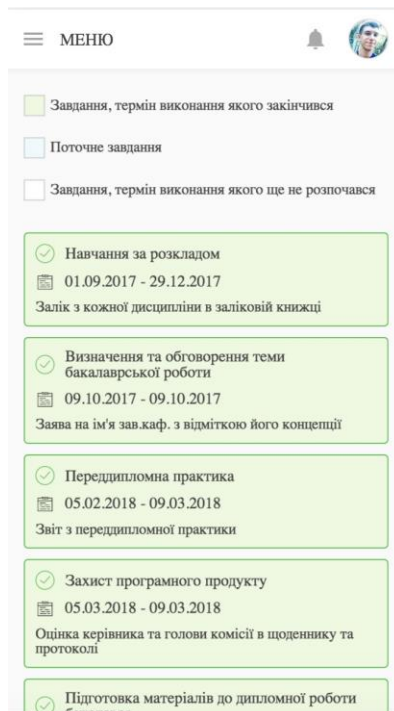 МЕНЮ
Завдання, термін виконання якого закінчився
Поточне завдання
Завдання, термін виконання якого ще не розпочався
Навчання за розкладом
01.09.2017 - 29.12.2017
Залік з кожної дисципліни в заліковій книжці
Визначення та обговорення теми
бакалаврської роботи
09.10.2017 - 09.10.2017
Заява на ім'я зав.каф. з відміткою його концепції
Переддипломна практика
05.02.2018 - 09.03.2018
Звіт з переддипломної практики
Захист програмного продукту
05.03.2018 - 09.03.2018
Оцінка керівника та голови комісії в щоденнику та
протоколі
Підготовка матеріалів до дипломної роботи